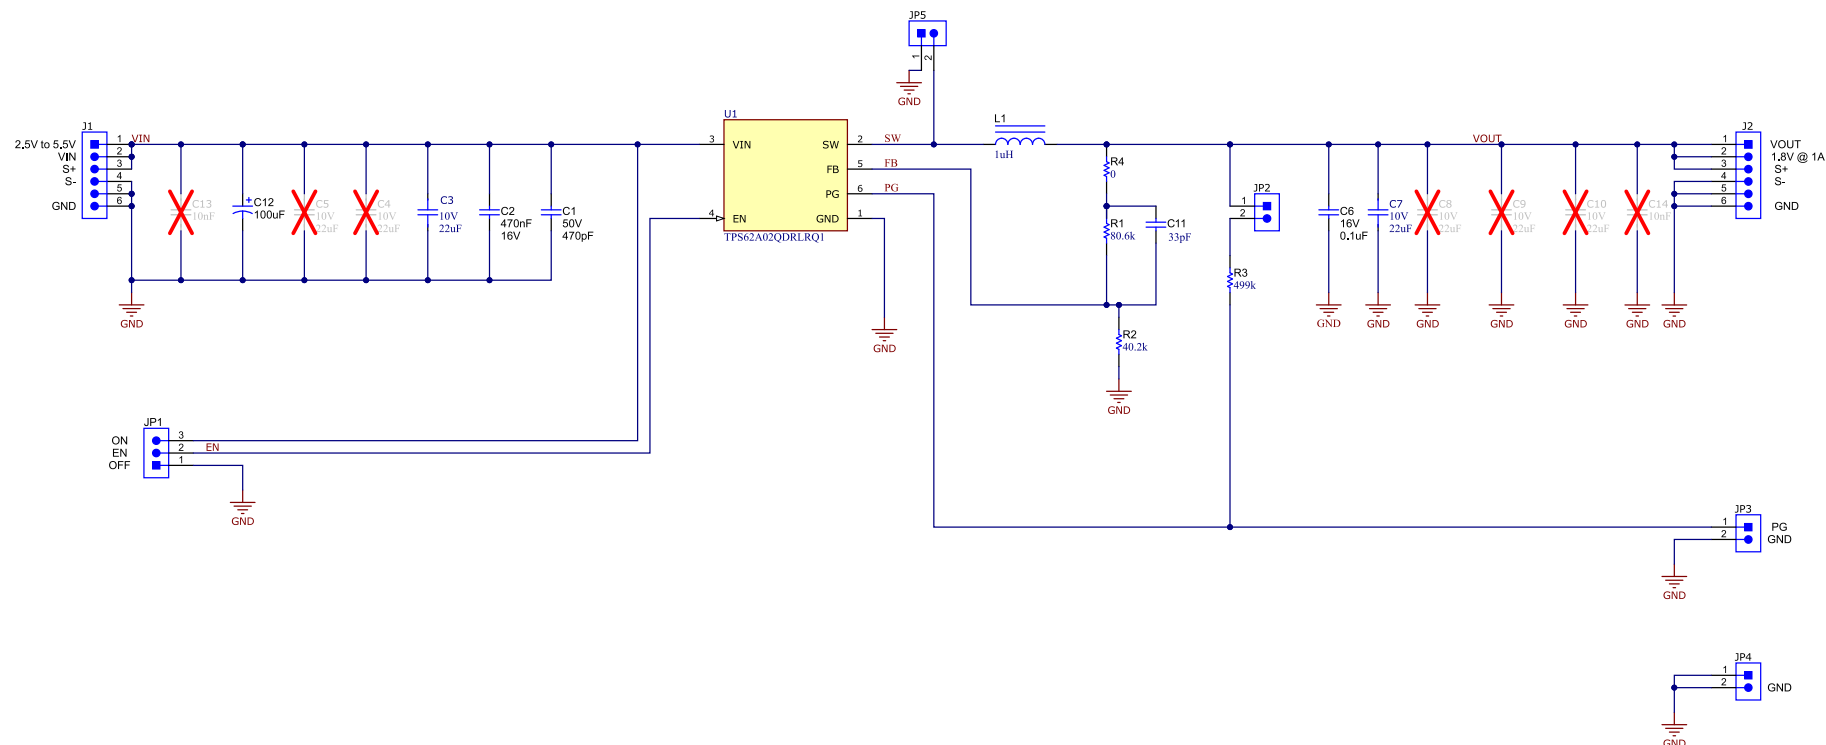 JP5
1
2
GND
J1
2.5V to 5.5V
VIN
S+
S-
GND
1
2
3
4
5
6
VIN
C13
10nF
C12
100uF
C5
10V
22uF
C4
10V
22uF
C3
10V
22uF
C2
470nF
16V
C1
50V
470pF
GND
U1
3 VIN
4 EN
SW 2
FB 5
PG 6
GND 1
TPS62A02QDRLRQ1
SW
FB
PG
GND
L1
1uH
R4
0
R1
80.6k
C11
33pF
R2
40.2k
GND
JP2
1
2
R3
499k
C6
16V
0.1uF
GND
C7
10V
22uF
GND
C8
10V
22uF
GND
VOUT
C9
10V
22uF
GND
C10
10V
22uF
GND
C14
10nF
GND
J2
1
2
3
4
5
6
VOUT
1.8V @ 1A
S+
S-
GND
GND
JP1
ON 3
EN 2 EN
OFF 1
GND
JP3
1 PG
2 GND
GND
JP4
1
2 GND
GND